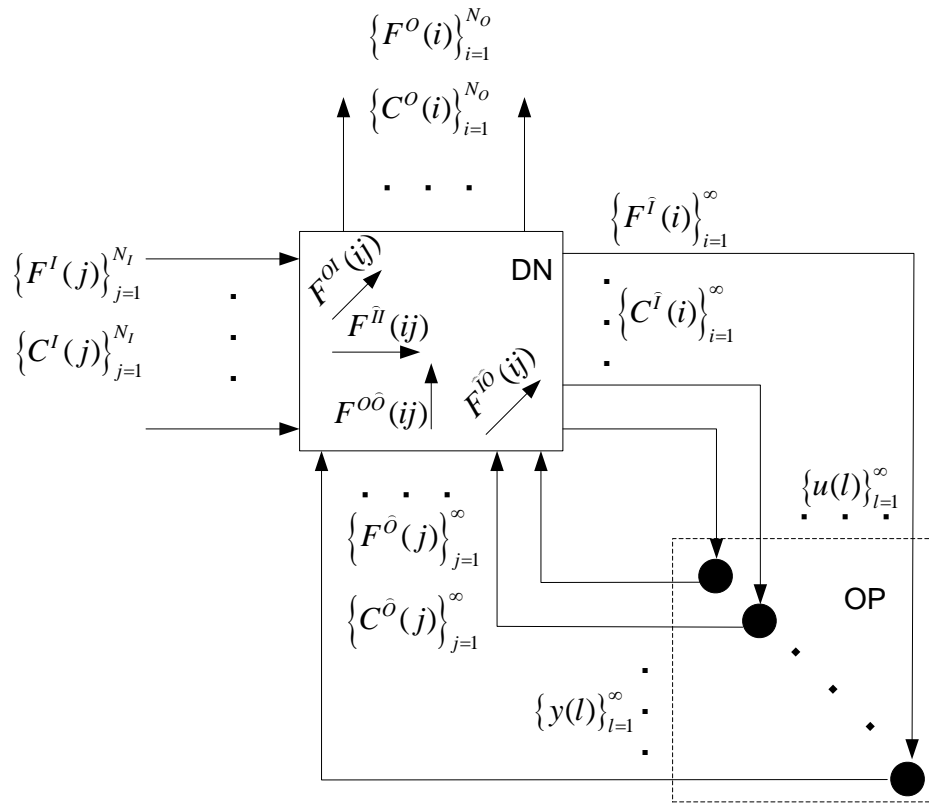 {F^O(i)}_{i=1}^{N_O}
{C^O(i)}_{i=1}^{N_O}
{F^{Î}(i)}_{i=1}^{∞}
{F^I(j)}_{j=1}^{N_I}
F^{OI}(ij)
DN
{C^{Î}(i)}_{i=1}^{∞}
{C^I(j)}_{j=1}^{N_I}
F^{ÎI}(ij)
F^{OÔ}(ij)
F^{ÎÔ}(ij)
{u(l)}_{l=1}^{∞}
{F^{Ô}(j)}_{j=1}^{∞}
OP
{C^{Ô}(j)}_{j=1}^{∞}
{y(l)}_{l=1}^{∞}